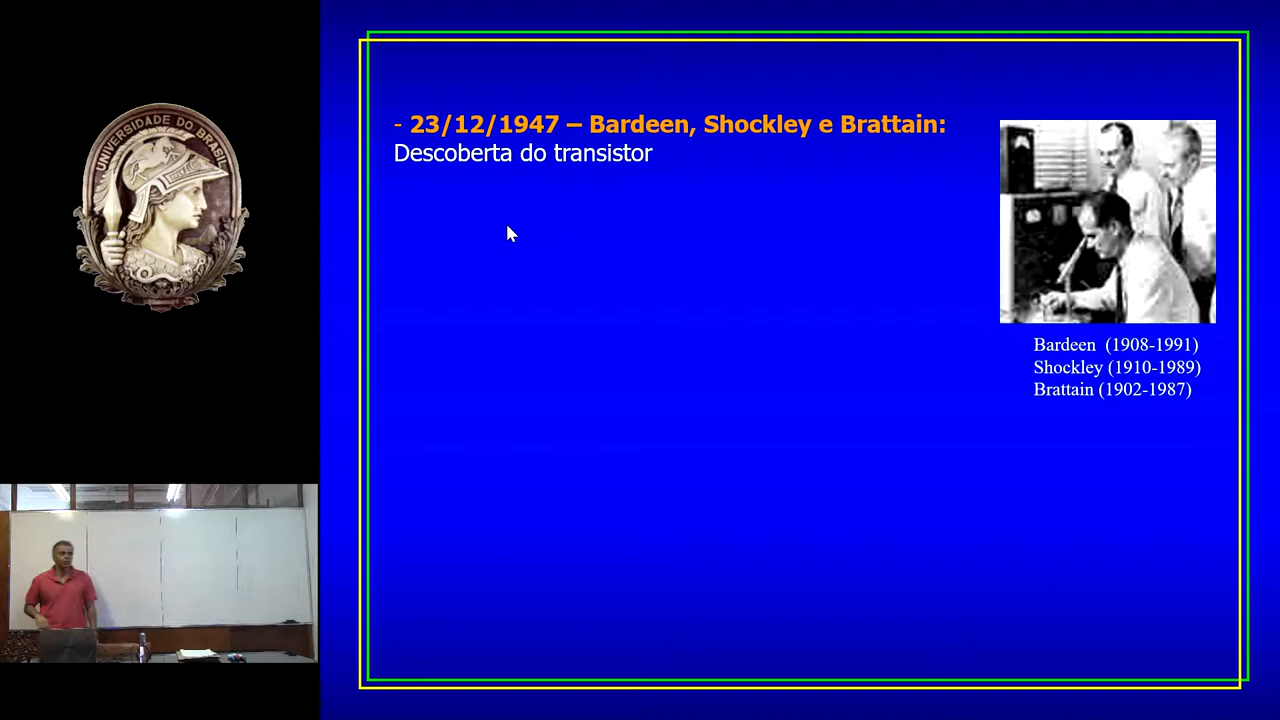 UNIVERSIDADE DO BRASIL
- 23/12/1947 – Bardeen, Shockley e Brattain:
Descoberta do transistor
Bardeen (1908-1991)
Shockley (1910-1989)
Brattain (1902-1987)